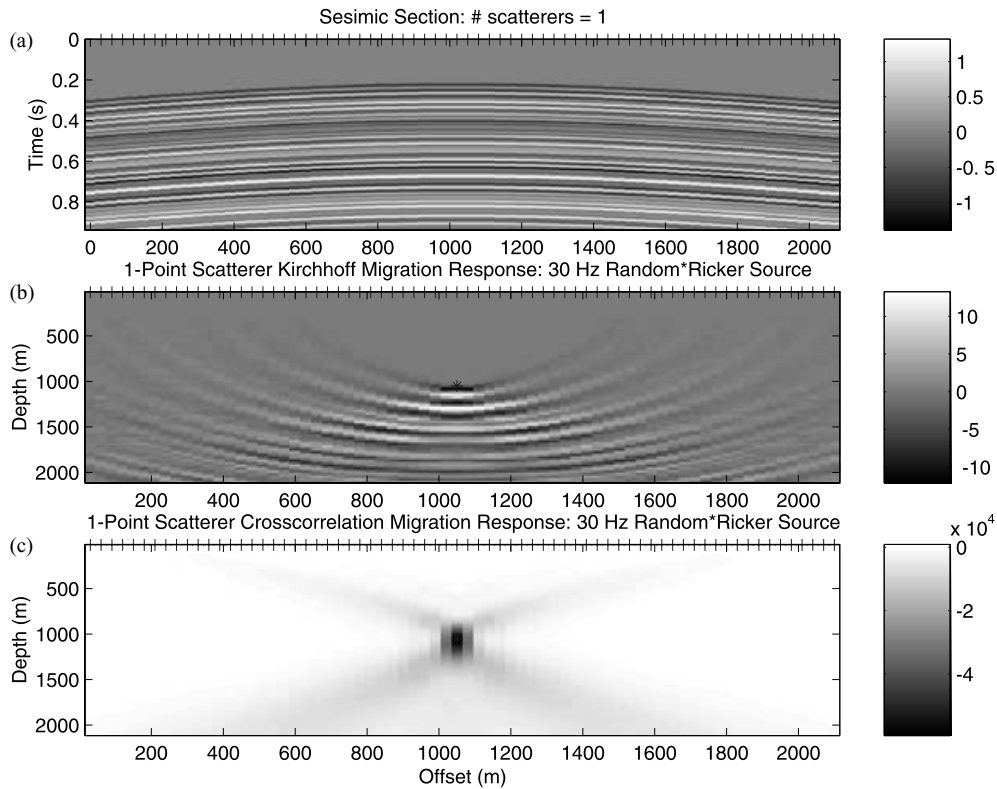 Sesimic Section: # scatterers = 1
(a)
0
0.2
0.4
0.6
0.8
Time (s)
0 200 400 600 800 1000 1200 1400 1600 1800 2000
1
0.5
0
-0.5
-1
1-Point Scatterer Kirchhoff Migration Response: 30 Hz Random*Ricker Source
(b)
500
1000
1500
2000
Depth (m)
*
200 400 600 800 1000 1200 1400 1600 1800 2000
10
5
0
-5
-10
1-Point Scatterer Crosscorrelation Migration Response: 30 Hz Random*Ricker Source
(c)
500
1000
1500
2000
Depth (m)
200 400 600 800 1000 1200 1400 1600 1800 2000
Offset (m)
x 10^4
0
-2
-4